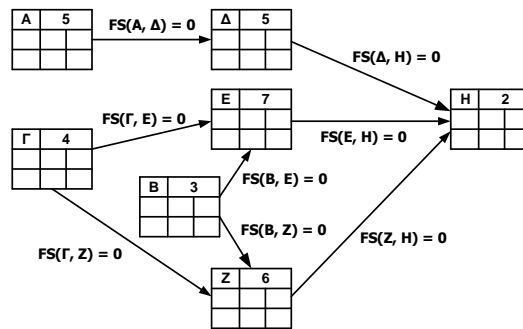 Α 5
FS(Α, Δ) = 0
Δ 5
FS(Δ, Η) = 0
Ε 7
Η 2
FS(Γ, Ε) = 0
FS(Ε, Η) = 0
Γ 4
Β 3
FS(Β, Ε) = 0
FS(Β, Ζ) = 0
FS(Ζ, Η) = 0
FS(Γ, Ζ) = 0
Ζ 6